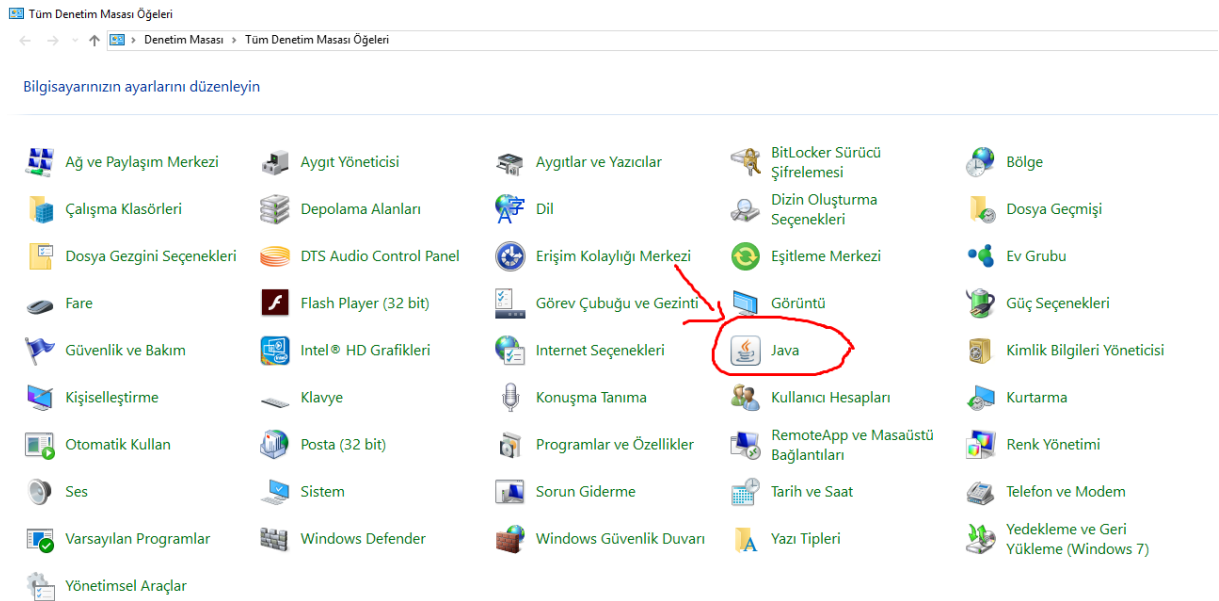 Tüm Denetim Masası Öğeleri
Denetim Masası > Tüm Denetim Masası Öğeleri
Bilgisayarınızın ayarlarını düzenleyin
Ağ ve Paylaşım Merkezi
Aygıt Yöneticisi
Aygıtlar ve Yazıcılar
BitLocker Sürücü
Şifrelemesi
Bölge
Çalışma Klasörleri
Depolama Alanları
Dil
Dizin Oluşturma
Seçenekleri
Dosya Geçmişi
Dosya Gezgini Seçenekleri
DTS Audio Control Panel
Erişim Kolaylığı Merkezi
Eşitleme Merkezi
Ev Grubu
Fare
Flash Player (32 bit)
Görev Çubuğu ve Gezinti
Görüntü
Güç Seçenekleri
Güvenlik ve Bakım
Intel® HD Grafikleri
Internet Seçenekleri
Java
Kimlik Bilgileri Yöneticisi
Kişiselleştirme
Klavye
Konuşma Tanıma
Kullanıcı Hesapları
Kurtarma
Otomatik Kullan
Posta (32 bit)
Programlar ve Özellikler
RemoteApp ve Masaüstü
Bağlantıları
Renk Yönetimi
Ses
Sistem
Sorun Giderme
Tarih ve Saat
Telefon ve Modem
Varsayılan Programlar
Windows Defender
Windows Güvenlik Duvarı
Yazı Tipleri
Yedekleme ve Geri
Yükleme (Windows 7)
Yönetimsel Araçlar